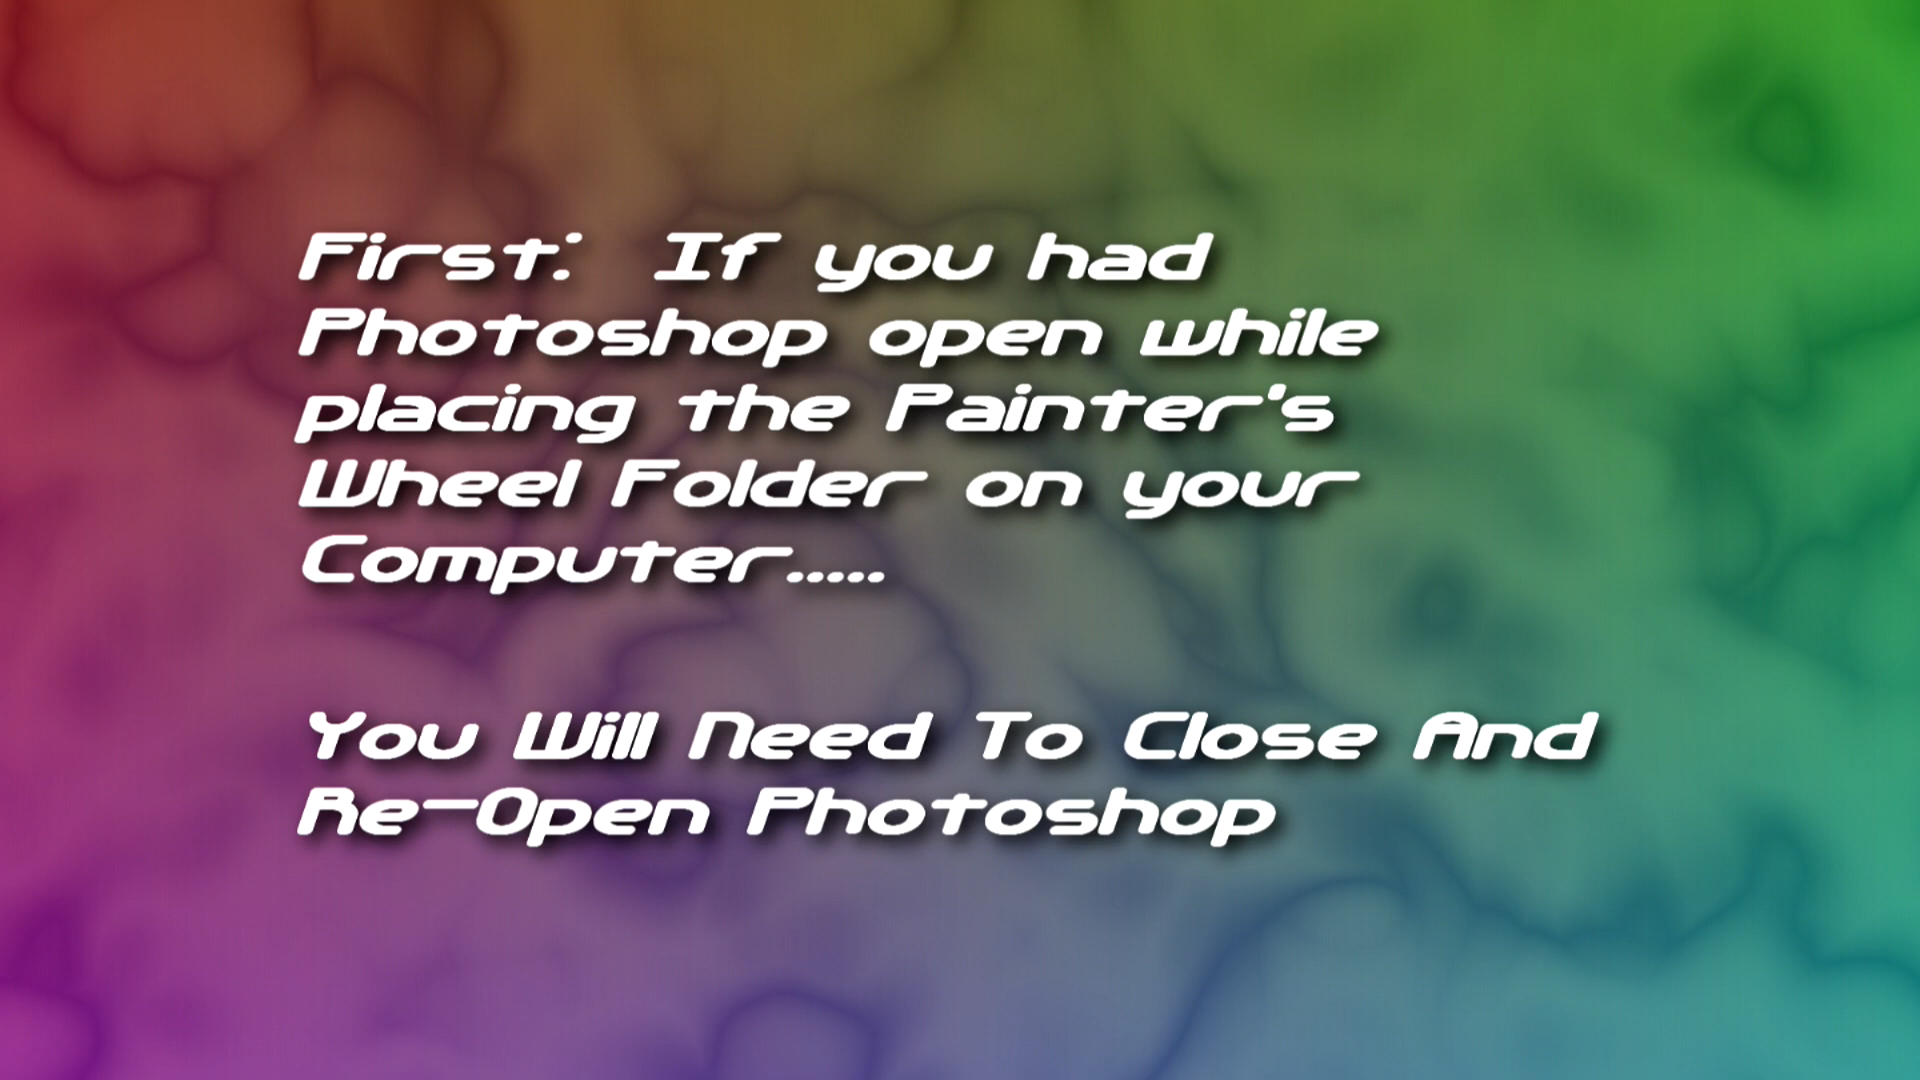 First:  If you had
Photoshop open while
placing the Painter's
Wheel Folder on your
Computer.....
You Will Need To Close And
Re-Open Photoshop